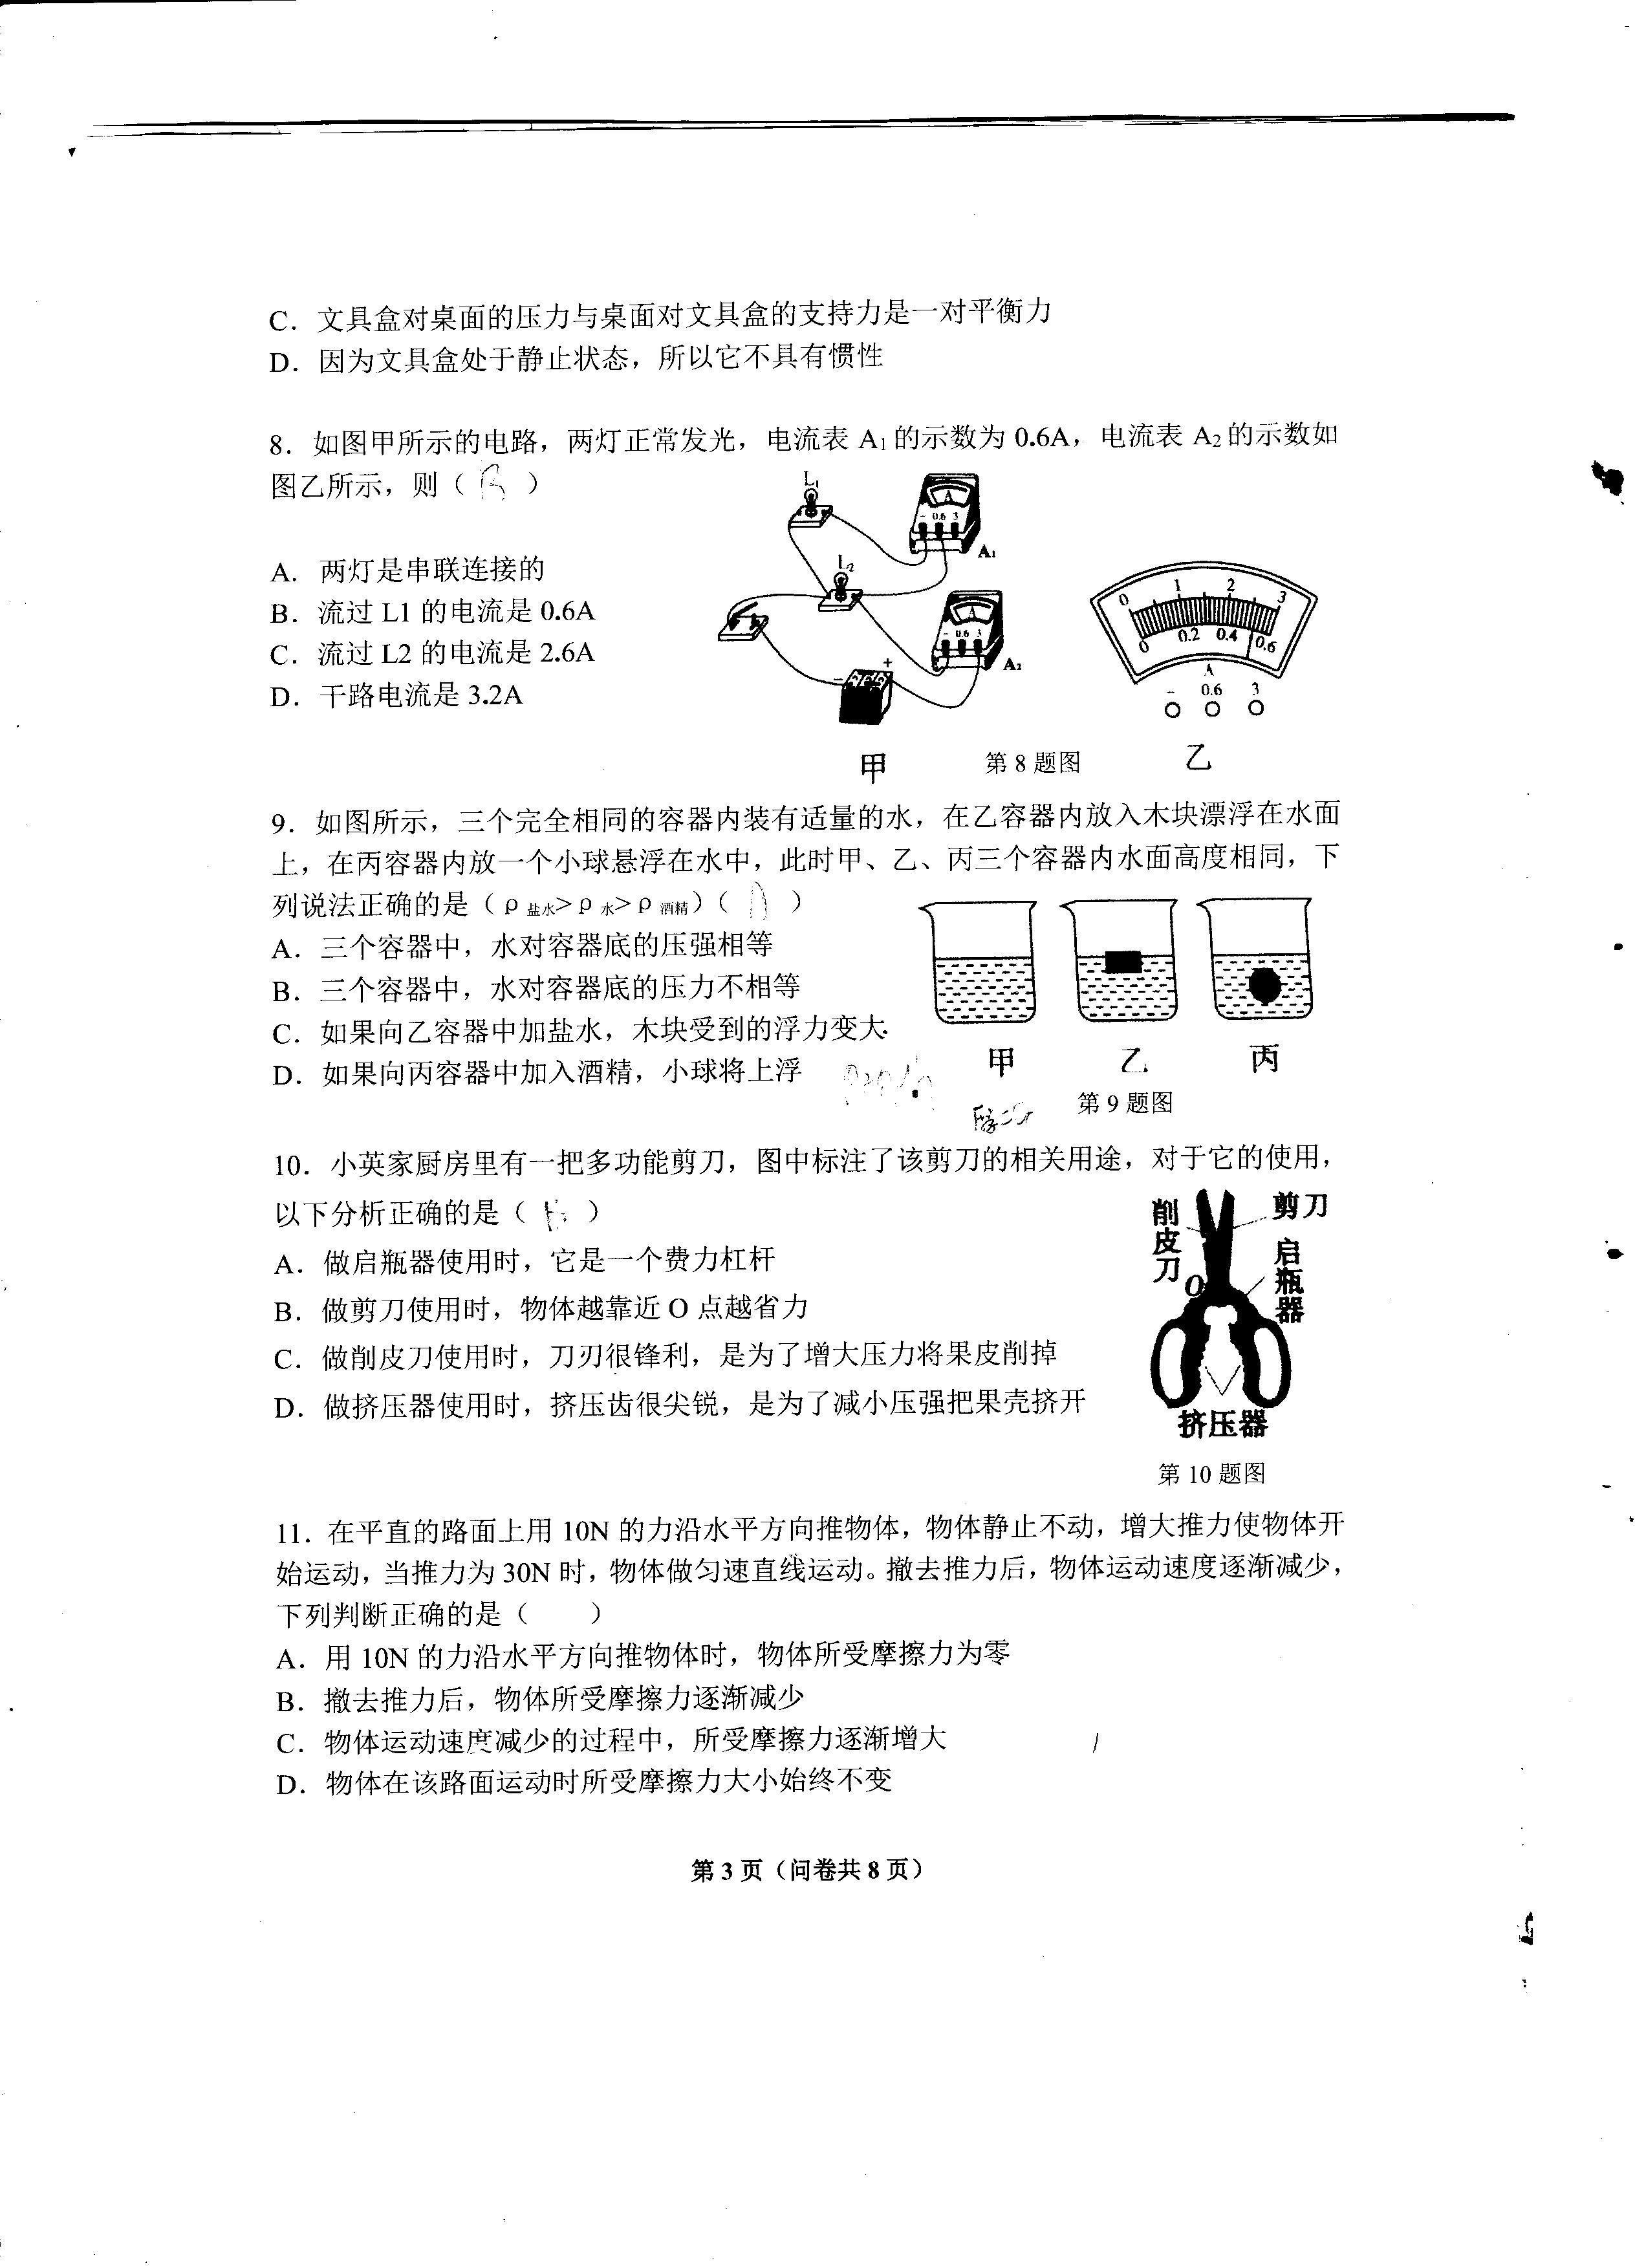 C．文具盒对桌面的压力与桌面对文具盒的支持力是一对平衡力
D．因为文具盒处于静止状态，所以它不具有惯性
8．如图甲所示的电路，两灯正常发光，电流表 A1 的示数为 0.6A，电流表 A2 的示数如
图乙所示，则（ B ）
A．两灯是串联连接的
B．流过 L1 的电流是 0.6A
C．流过 L2 的电流是 2.6A
D．干路电流是 3.2A
L1
A
- 0.6 3
A1
L2
A
- 0.6 3
A2
- +
甲
0 1 2 3
0 0.2 0.4 0.6
A
- 0.6 3
乙
第 8 题图
9．如图所示，三个完全相同的容器内装有适量的水，在乙容器内放入木块漂浮在水面
上，在丙容器内放一个小球悬浮在水中，此时甲、乙、丙三个容器内水面高度相同，下
列说法正确的是（ρ盐水>ρ水>ρ酒精）（ A ）
A．三个容器中，水对容器底的压强相等
B．三个容器中，水对容器底的压力不相等
C．如果向乙容器中加盐水，木块受到的浮力变大
D．如果向丙容器中加入酒精，小球将上浮
甲 乙 丙
第 9 题图
10．小英家厨房里有一把多功能剪刀，图中标注了该剪刀的相关用途，对于它的使用，
以下分析正确的是（ B ）
A．做启瓶器使用时，它是一个费力杠杆
B．做剪刀使用时，物体越靠近 O 点越省力
C．做削皮刀使用时，刀刃很锋利，是为了增大压力将果皮削掉
D．做挤压器使用时，挤压齿很尖锐，是为了减小压强把果壳挤开
削皮刀
剪刀
O
启瓶器
挤压器
第 10 题图
11．在平直的路面上用 10N 的力沿水平方向推物体，物体静止不动，增大推力使物体开
始运动，当推力为 30N 时，物体做匀速直线运动。撤去推力后，物体运动速度逐渐减少，
下列判断正确的是（ ）
A．用 10N 的力沿水平方向推物体时，物体所受摩擦力为零
B．撤去推力后，物体所受摩擦力逐渐减少
C．物体运动速度减少的过程中，所受摩擦力逐渐增大
D．物体在该路面运动时所受摩擦力大小始终不变
第 3 页（问卷共 8 页）